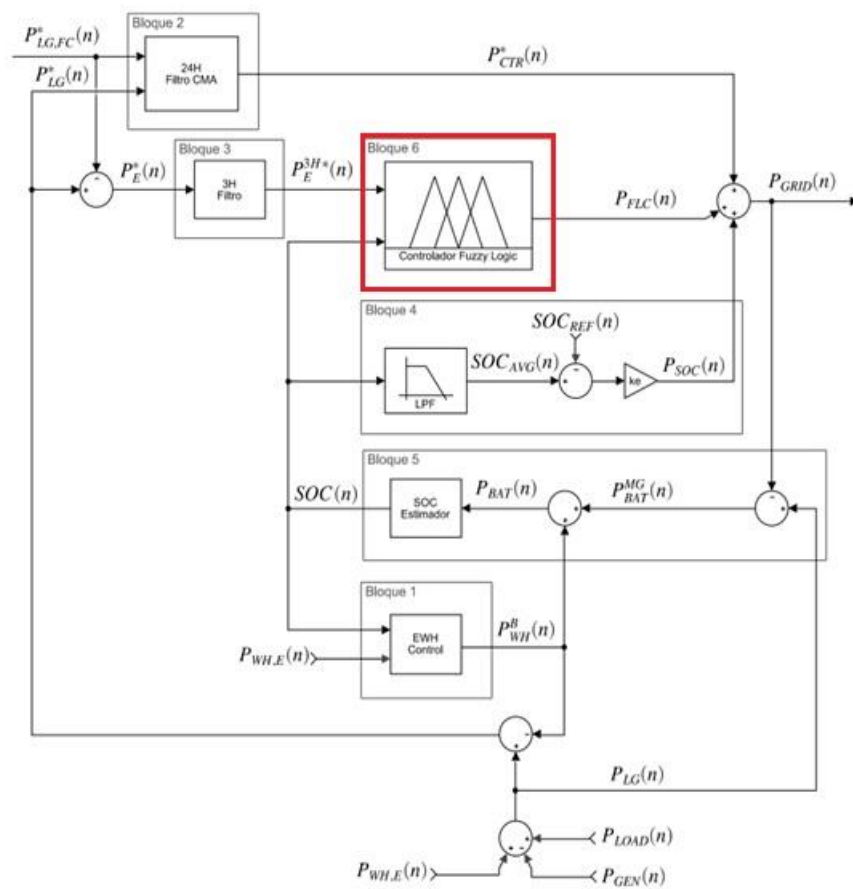 Bloque 2
P*LG,FC(n)
P*LG(n)
24H
Filtro CMA
P*CTR(n)
Bloque 3
P*E(n)
3H
Filtro
P3H*E(n)
Bloque 6
Controlador Fuzzy Logic
PFLC(n)
PGRID(n)
Bloque 4
SOCREF(n)
LPF
SOCAVG(n)
ke
PSOC(n)
Bloque 5
SOC(n)
SOC
Estimador
PBAT(n)
PMGBAT(n)
Bloque 1
EWH
Control
PBWH(n)
PWH,E(n)
PLG(n)
PLOAD(n)
PWH,E(n)
PGEN(n)